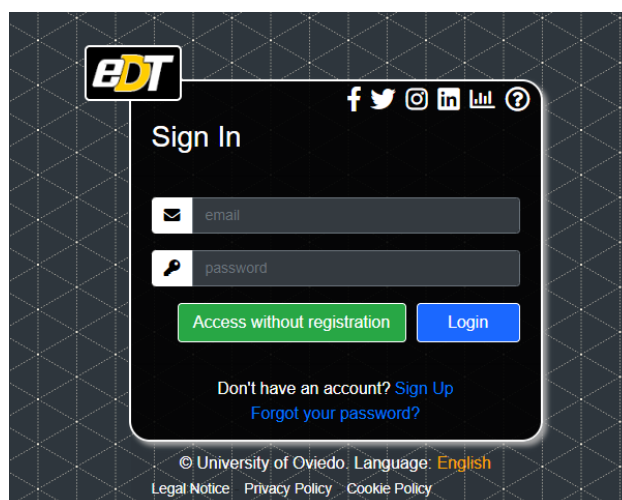 eDT
Sign In
email
password
Access without registration Login
Don't have an account? Sign Up
Forgot your password?
© University of Oviedo. Language: English
Legal Notice Privacy Policy Cookie Policy